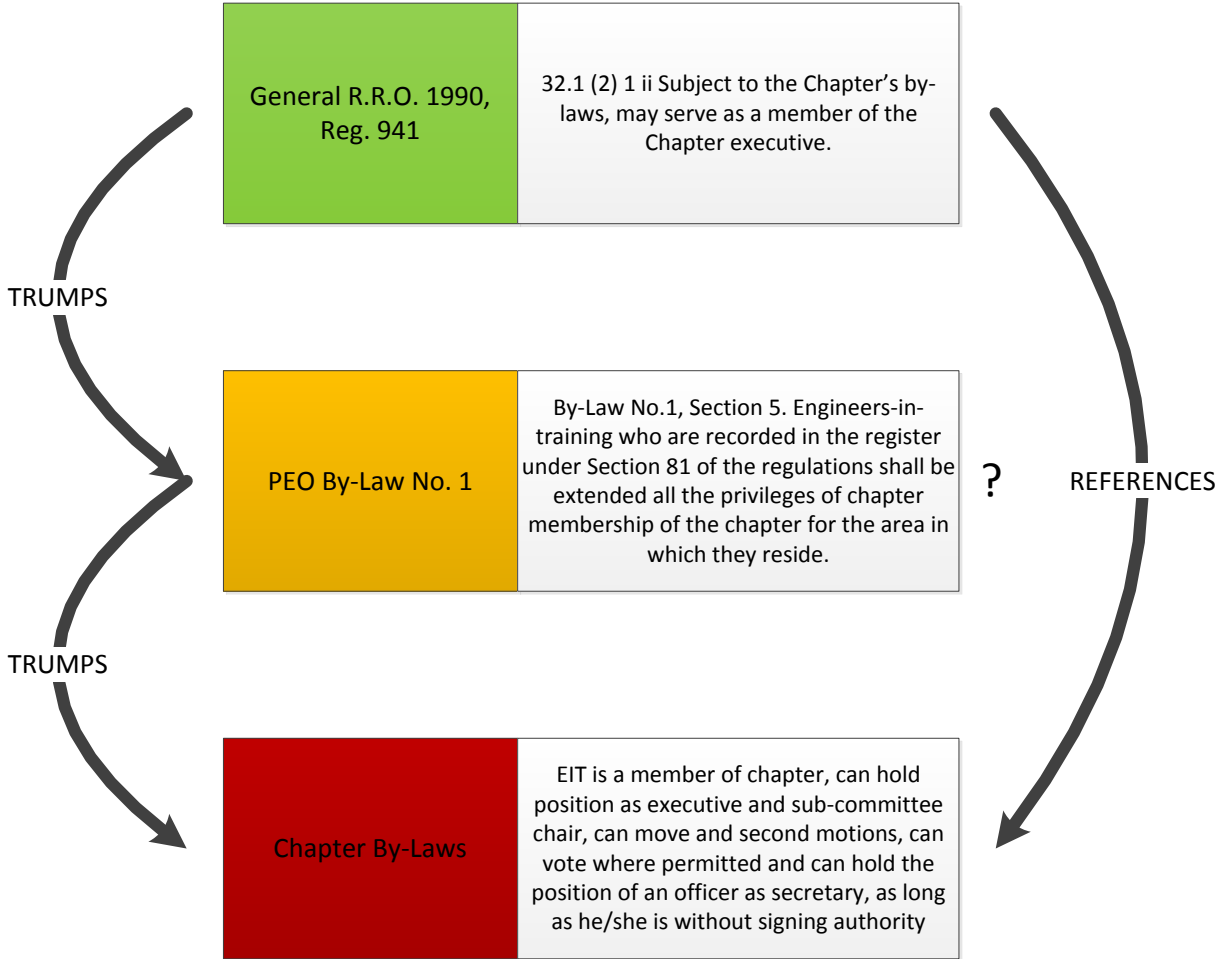 General R.R.O. 1990,
Reg. 941
32.1 (2) 1 ii Subject to the Chapter’s by-
laws, may serve as a member of the
Chapter executive.
TRUMPS
PEO By-Law No. 1
By-Law No.1, Section 5. Engineers-in-
training who are recorded in the register
under Section 81 of the regulations shall be
extended all the privileges of chapter
membership of the chapter for the area in
which they reside.
?
REFERENCES
TRUMPS
Chapter By-Laws
EIT is a member of chapter, can hold
position as executive and sub-committee
chair, can move and second motions, can
vote where permitted and can hold the
position of an officer as secretary, as long
as he/she is without signing authority